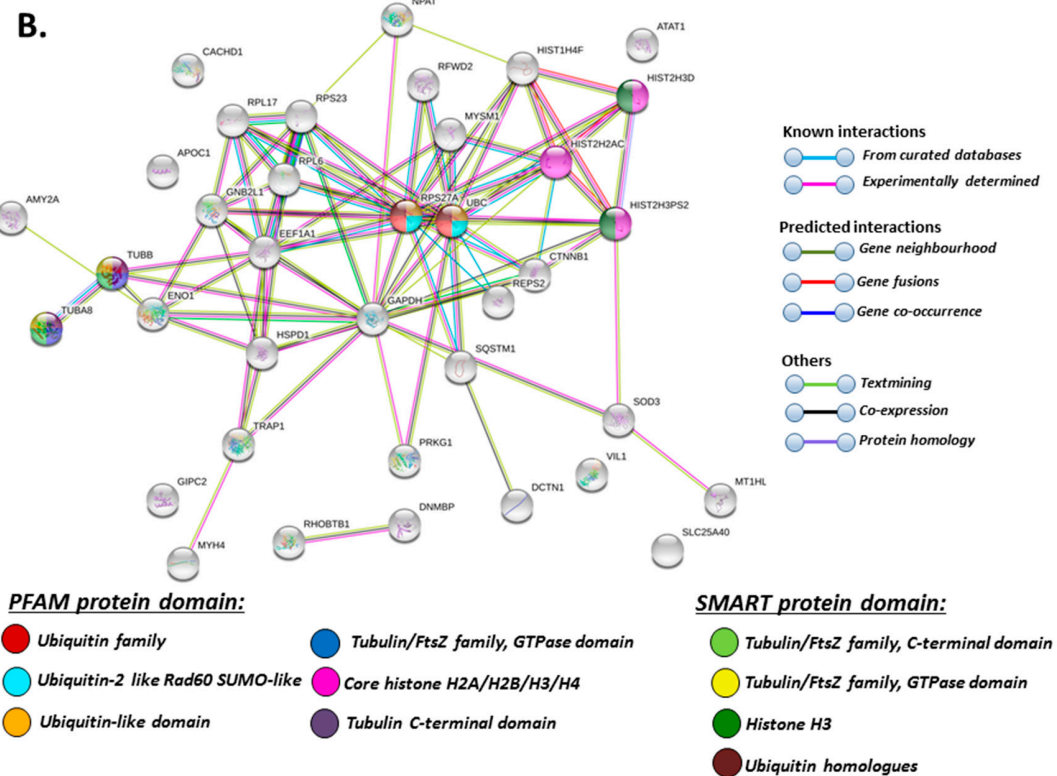 B.
NPAT
ATAT1
CACHD1
HIST1H4F
RFWD2
HIST2H3D
RPL17
RPS23
MYSM1
HIST2H2AC
APOC1
RPL6
GNB2L1
RPS27A
UBC
HIST2H3PS2
AMY2A
EEF1A1
TUBB
CTNNB1
REPS2
ENO1
GAPDH
TUBA8
HSPD1
SQSTM1
SOD3
TRAP1
PRKG1
VIL1
MT1HL
GIPC2
DCTN1
DNMBP
RHOBTB1
SLC25A40
MYH4
Known interactions
From curated databases
Experimentally determined
Predicted interactions
Gene neighbourhood
Gene fusions
Gene co-occurrence
Others
Textmining
Co-expression
Protein homology
PFAM protein domain:
Ubiquitin family
Ubiquitin-2 like Rad60 SUMO-like
Ubiquitin-like domain
Tubulin/FtsZ family, GTPase domain
Core histone H2A/H2B/H3/H4
Tubulin C-terminal domain
SMART protein domain:
Tubulin/FtsZ family, C-terminal domain
Tubulin/FtsZ family, GTPase domain
Histone H3
Ubiquitin homologues